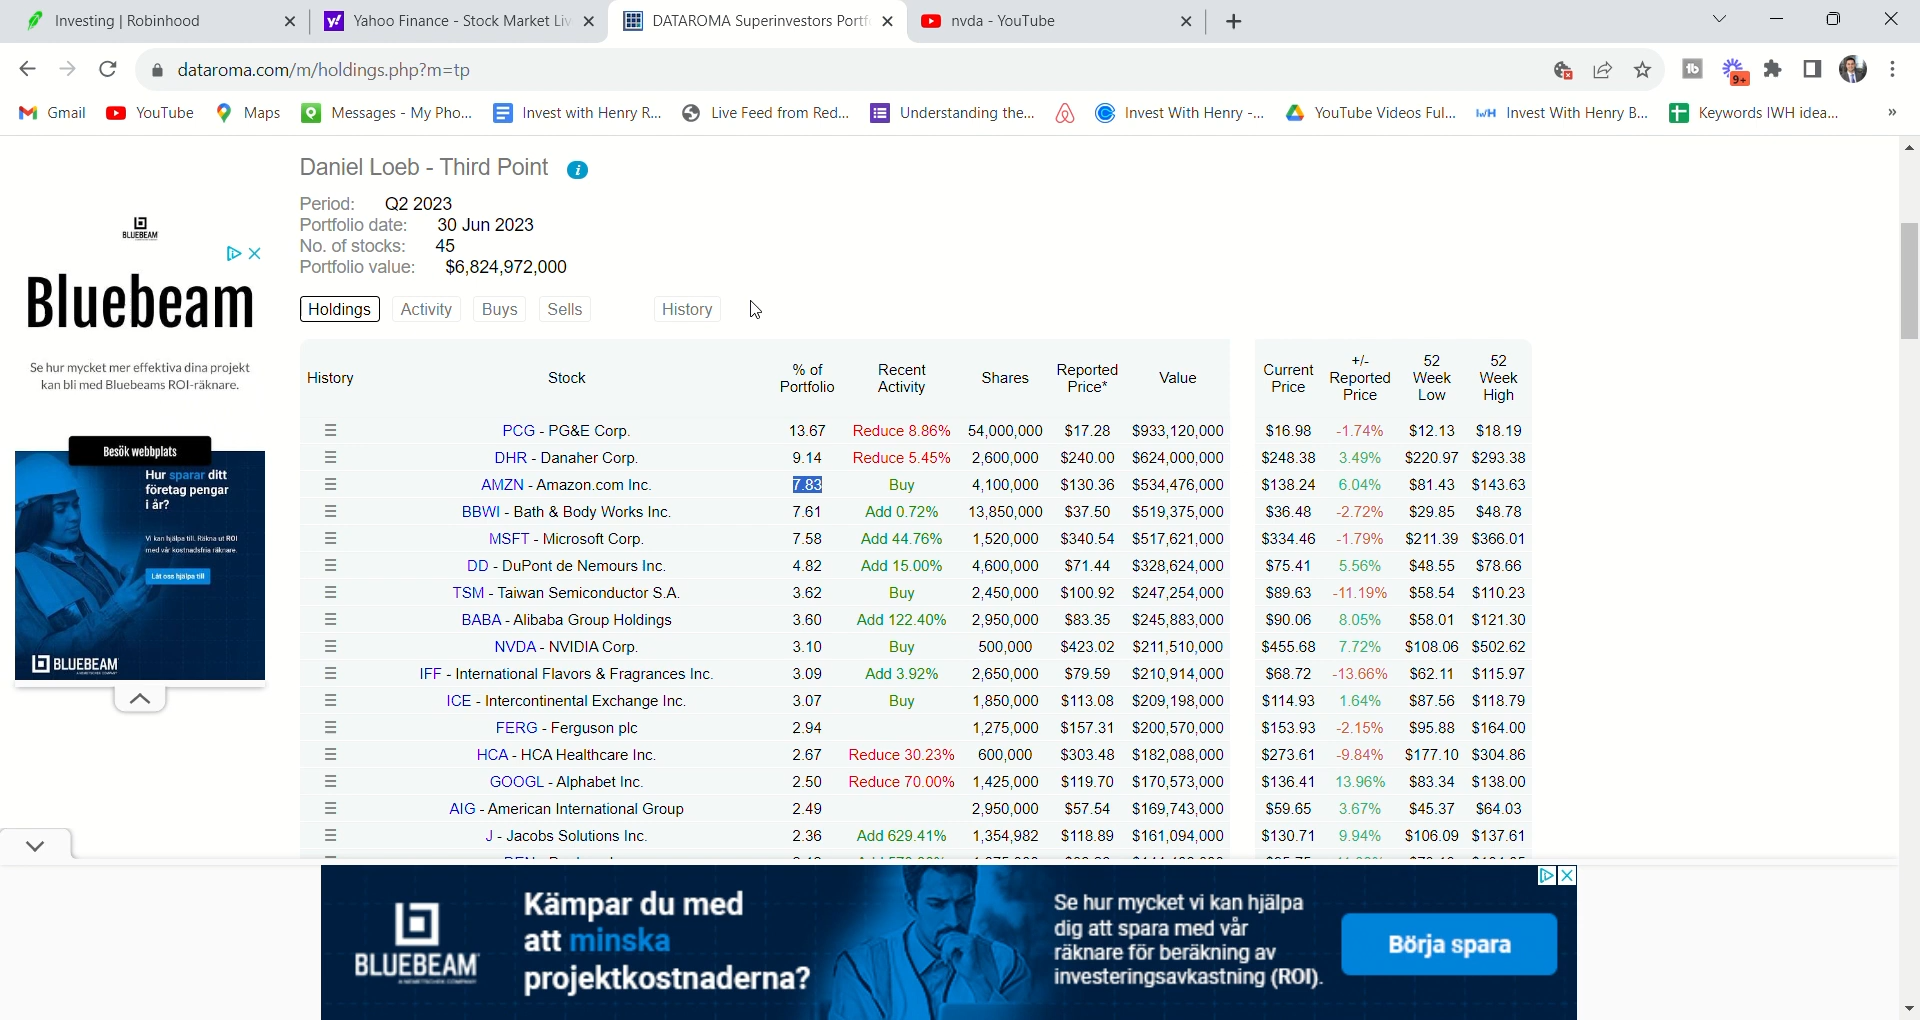 Investing | Robinhood
Yahoo Finance - Stock Market Liv
DATAROMA Superinvestors Portf
nvda - YouTube
dataroma.com/m/holdings.php?m=tp
9+
Gmail YouTube Maps Messages - My Pho... Invest with Henry R... Live Feed from Red... Understanding the... Invest With Henry -... YouTube Videos Ful... IWH Invest With Henry B... Keywords IWH idea... »
Daniel Loeb - Third Point
Period: Q2 2023
Portfolio date: 30 Jun 2023
No. of stocks: 45
Portfolio value: $6,824,972,000
Holdings Activity Buys Sells History
History Stock % of Portfolio Recent Activity Shares Reported Price* Value Current Price +/- Reported Price 52 Week Low 52 Week High
☰ PCG - PG&E Corp. 13.67 Reduce 8.86% 54,000,000 $17.28 $933,120,000 $16.98 -1.74% $12.13 $18.19
☰ DHR - Danaher Corp. 9.14 Reduce 5.45% 2,600,000 $240.00 $624,000,000 $248.38 3.49% $220.97 $293.38
☰ AMZN - Amazon.com Inc. 7.83 Buy 4,100,000 $130.36 $534,476,000 $138.24 6.04% $81.43 $143.63
☰ BBWI - Bath & Body Works Inc. 7.61 Add 0.72% 13,850,000 $37.50 $519,375,000 $36.48 -2.72% $29.85 $48.78
☰ MSFT - Microsoft Corp. 7.58 Add 44.76% 1,520,000 $340.54 $517,621,000 $334.46 -1.79% $211.39 $366.01
☰ DD - DuPont de Nemours Inc. 4.82 Add 15.00% 4,600,000 $71.44 $328,624,000 $75.41 5.56% $48.55 $78.66
☰ TSM - Taiwan Semiconductor S.A. 3.62 Buy 2,450,000 $100.92 $247,254,000 $89.63 -11.19% $58.54 $110.23
☰ BABA - Alibaba Group Holdings 3.60 Add 122.40% 2,950,000 $83.35 $245,883,000 $90.06 8.05% $58.01 $121.30
☰ NVDA - NVIDIA Corp. 3.10 Buy 500,000 $423.02 $211,510,000 $455.68 7.72% $108.06 $502.62
☰ IFF - International Flavors & Fragrances Inc. 3.09 Add 3.92% 2,650,000 $79.59 $210,914,000 $68.72 -13.66% $62.11 $115.97
☰ ICE - Intercontinental Exchange Inc. 3.07 Buy 1,850,000 $113.08 $209,198,000 $114.93 1.64% $87.56 $118.79
☰ FERG - Ferguson plc 2.94 1,275,000 $157.31 $200,570,000 $153.93 -2.15% $95.88 $164.00
☰ HCA - HCA Healthcare Inc. 2.67 Reduce 30.23% 600,000 $303.48 $182,088,000 $273.61 -9.84% $177.10 $304.86
☰ GOOGL - Alphabet Inc. 2.50 Reduce 70.00% 1,425,000 $119.70 $170,573,000 $136.41 13.96% $83.34 $138.00
☰ AIG - American International Group 2.49 2,950,000 $57.54 $169,743,000 $59.65 3.67% $45.37 $64.03
☰ J - Jacobs Solutions Inc. 2.36 Add 629.41% 1,354,982 $118.89 $161,094,000 $130.71 9.94% $106.09 $137.61
BLUEBEAM
Bluebeam
Se hur mycket mer effektiva dina projekt
kan bli med Bluebeams ROI-räknare.
Besök webbplats
Hur sparar ditt
företag pengar
i år?
Vi kan hjälpa till. Räkna ut ROI
med vår kostnadsfria räknare.
Låt oss hjälpa till
BLUEBEAM
BLUEBEAM
Kämpar du med
att minska
projektkostnaderna?
Se hur mycket vi kan hjälpa
dig att spara med vår
räknare för beräkning av
investeringsavkastning (ROI).
Börja spara